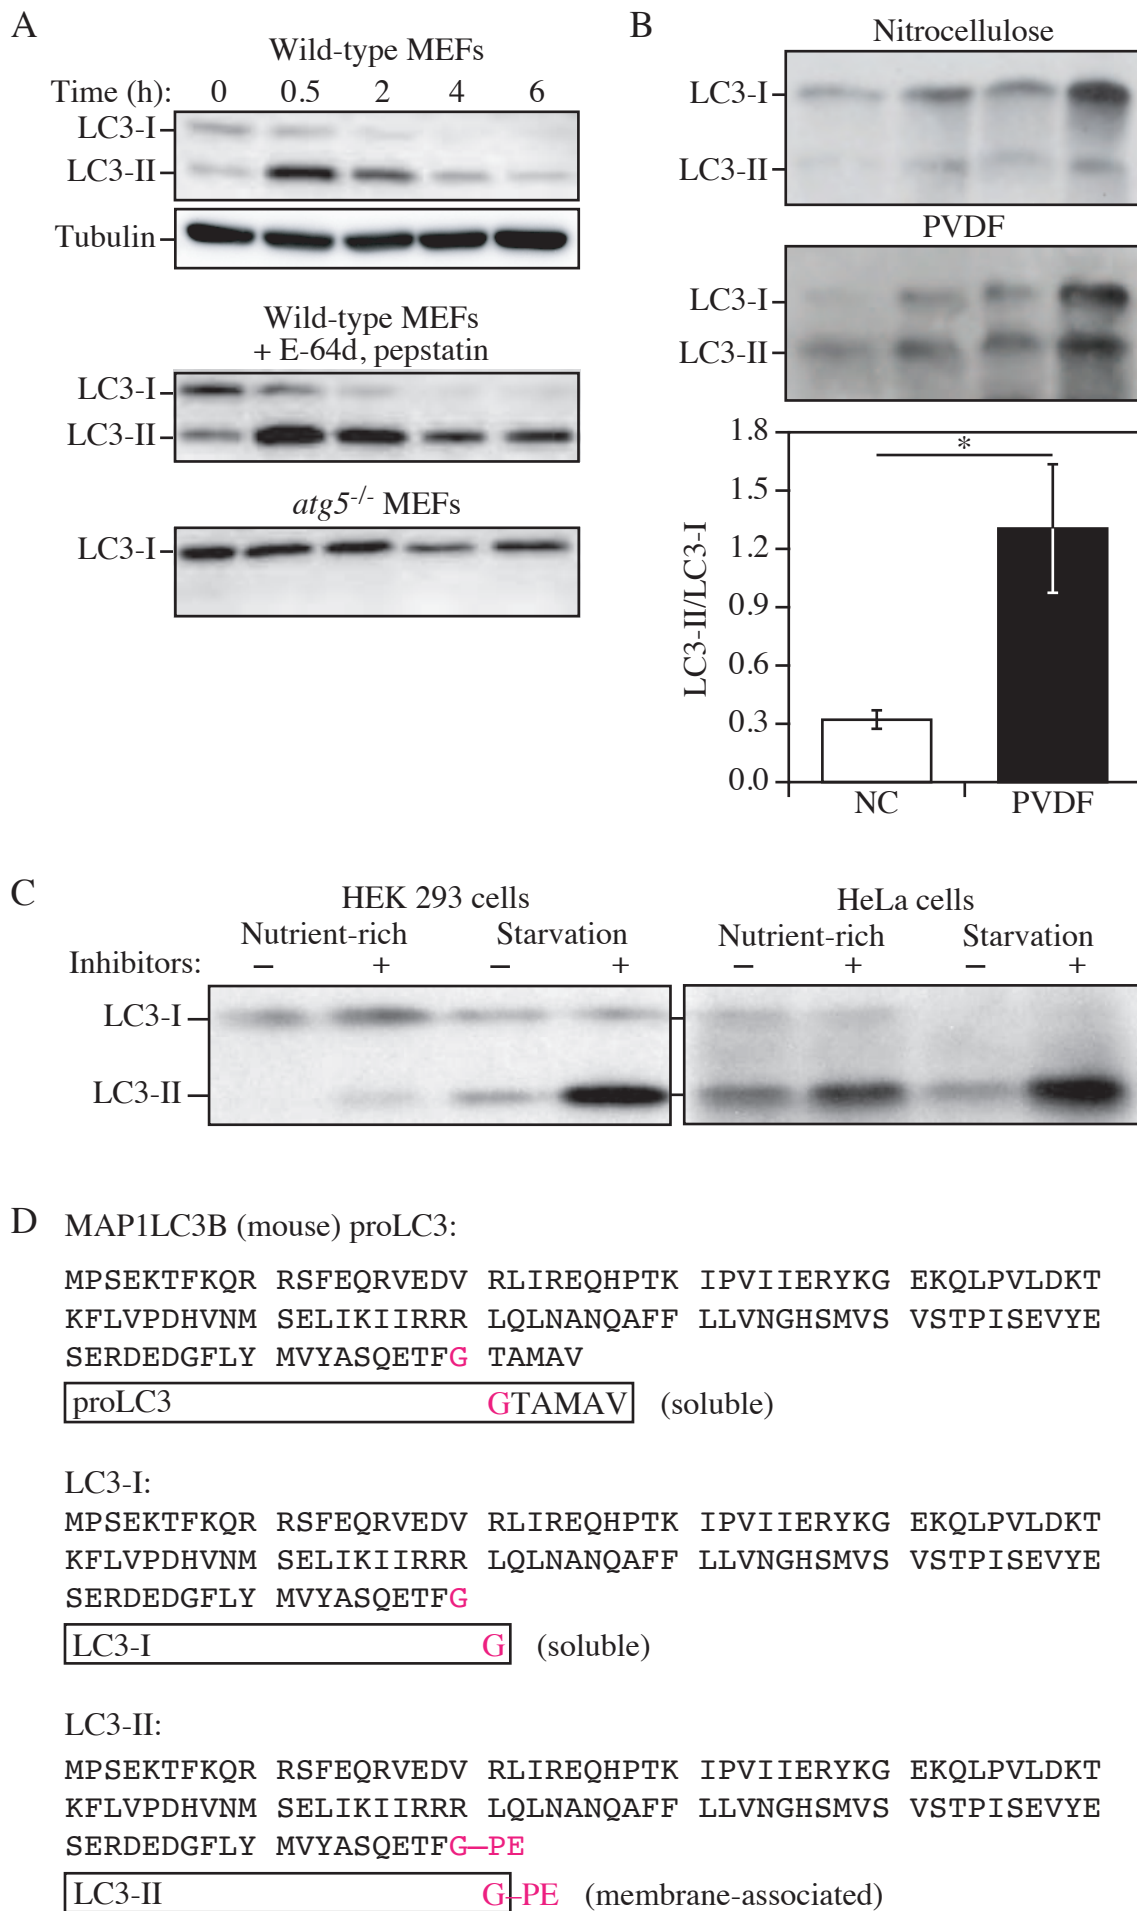 A
Wild-type MEFs
Time (h): 0 0.5 2 4 6
LC3-I
LC3-II
Tubulin
Wild-type MEFs
+ E-64d, pepstatin
LC3-I
LC3-II
atg5-/- MEFs
LC3-I
B
Nitrocellulose
LC3-I
LC3-II
PVDF
LC3-I
LC3-II
LC3-II/LC3-I
1.8
1.5
1.2
0.9
0.6
0.3
0.0
*
NC PVDF
C
HEK 293 cells HeLa cells
Nutrient-rich Starvation Nutrient-rich Starvation
Inhibitors: – + – + – + – +
LC3-I
LC3-II
D MAP1LC3B (mouse) proLC3:
MPSEKTFKQR RSFEQRVEDV RLIREQHPTK IPVIIERYKG EKQLPVLDKT
KFLVPDHVNM SELIKIIRRR LQLNANQAFF LLVNGHSMVS VSTPISEVYE
SERDEDGFLY MVYASQETFG TAMAV
proLC3 GTAMAV (soluble)
LC3-I:
MPSEKTFKQR RSFEQRVEDV RLIREQHPTK IPVIIERYKG EKQLPVLDKT
KFLVPDHVNM SELIKIIRRR LQLNANQAFF LLVNGHSMVS VSTPISEVYE
SERDEDGFLY MVYASQETFG
LC3-I G (soluble)
LC3-II:
MPSEKTFKQR RSFEQRVEDV RLIREQHPTK IPVIIERYKG EKQLPVLDKT
KFLVPDHVNM SELIKIIRRR LQLNANQAFF LLVNGHSMVS VSTPISEVYE
SERDEDGFLY MVYASQETFG–PE
LC3-II G–PE (membrane-associated)